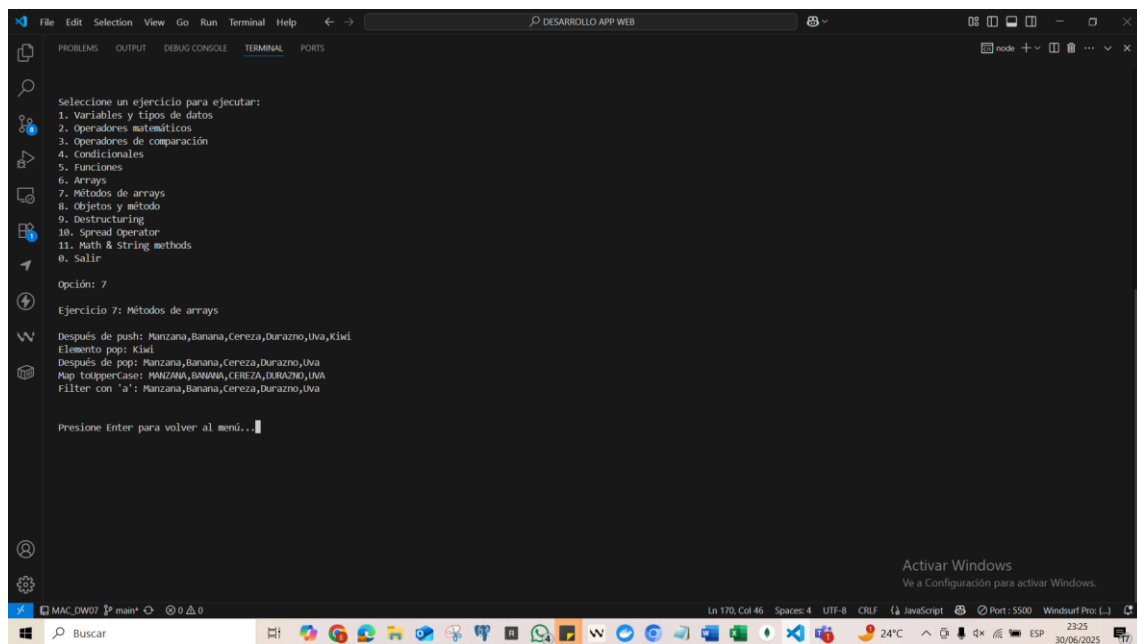 File Edit Selection View Go Run Terminal Help
DESARROLLO APP WEB
PROBLEMS OUTPUT DEBUG CONSOLE TERMINAL PORTS
node
Seleccione un ejercicio para ejecutar:
1. Variables y tipos de datos
2. Operadores matemáticos
3. Operadores de comparación
4. Condicionales
5. Funciones
6. Arrays
7. Métodos de arrays
8. Objetos y método
9. Destructuring
10. Spread Operator
11. Math & String methods
0. Salir
Opción: 7
Ejercicio 7: Métodos de arrays
Después de push: Manzana,Banana,Cereza,Durazno,Uva,Kiwi
Elemento pop: Kiwi
Después de pop: Manzana,Banana,Cereza,Durazno,Uva
Map toUpperCase: MANZANA,BANANA,CEREZA,DURAZNO,UVA
Filter con 'a': Manzana,Banana,Cereza,Durazno,Uva
Presione Enter para volver al menú...
8
1
Activar Windows
Ve a Configuración para activar Windows.
MAC_DW07 main* 0 0 Ln 170, Col 46 Spaces: 4 UTF-8 CRLF JavaScript Port : 5500 Windsurf Pro: {...}
Buscar
24°C ESP 23:25
30/06/2025
17